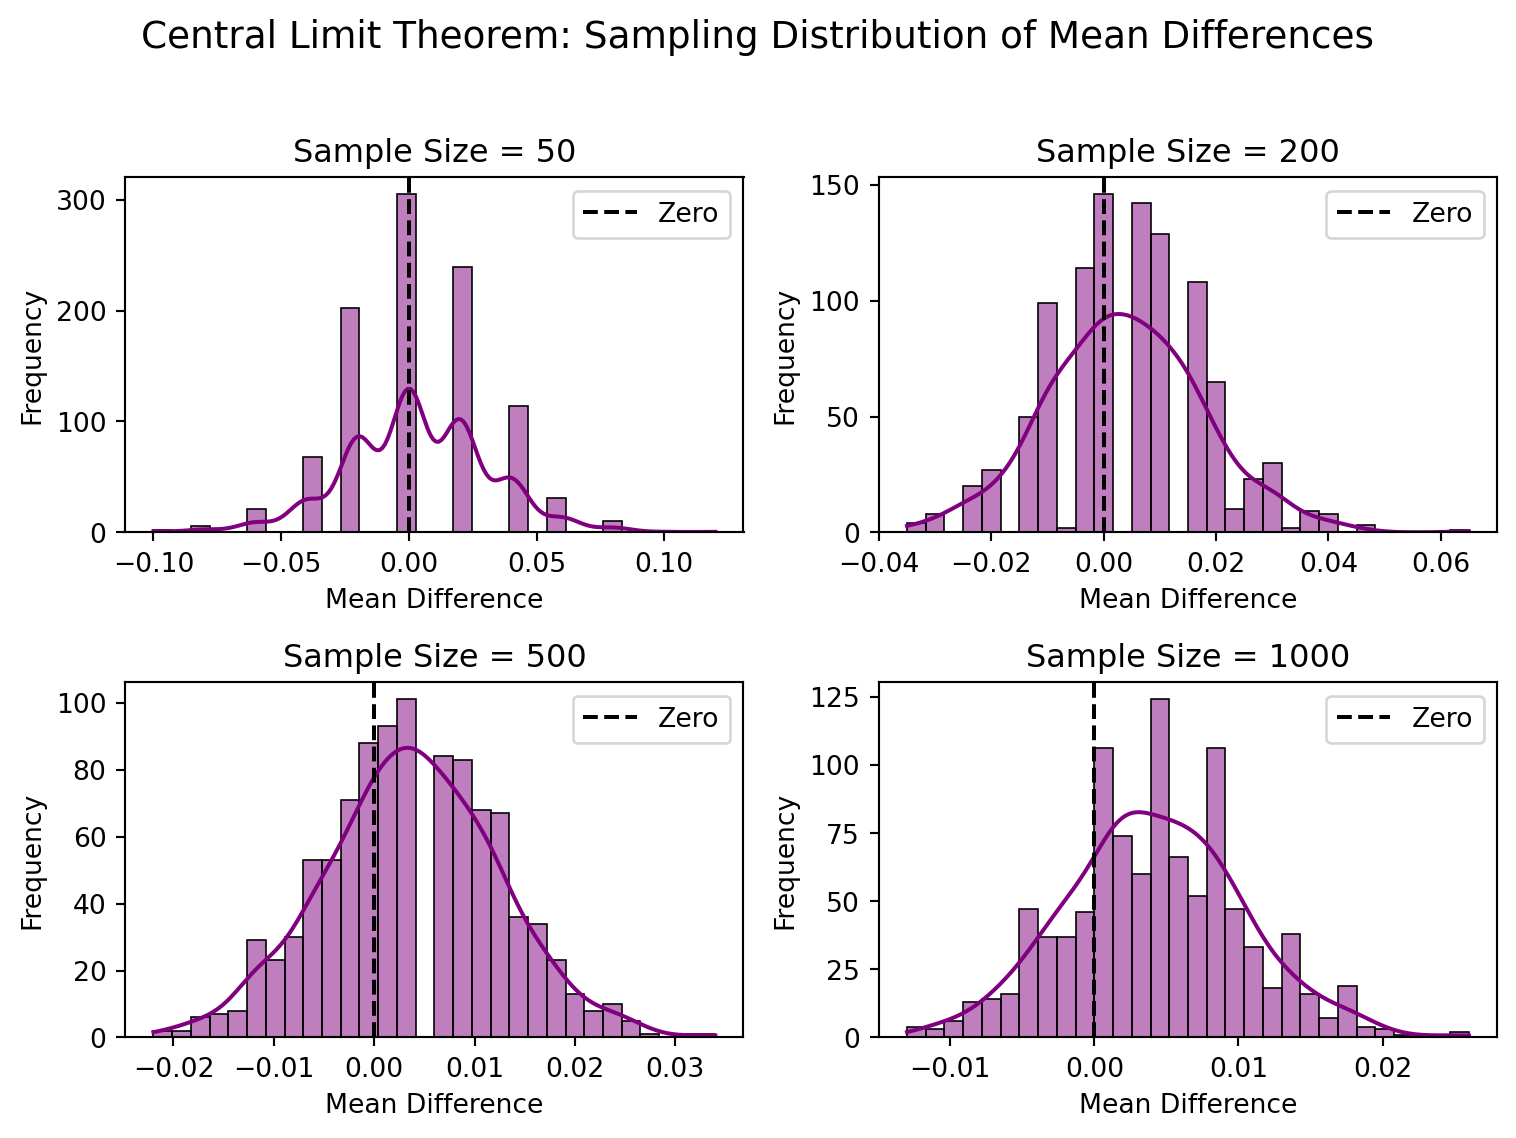 Central Limit Theorem: Sampling Distribution of Mean Differences
Sample Size = 50
300
200
100
0
Frequency
Zero
−0.10 −0.05 0.00 0.05 0.10
Mean Difference
Sample Size = 200
150
100
50
0
Frequency
Zero
−0.04 −0.02 0.00 0.02 0.04 0.06
Mean Difference
Sample Size = 500
100
80
60
40
20
0
Frequency
Zero
−0.02 −0.01 0.00 0.01 0.02 0.03
Mean Difference
Sample Size = 1000
125
100
75
50
25
0
Frequency
Zero
−0.01 0.00 0.01 0.02
Mean Difference